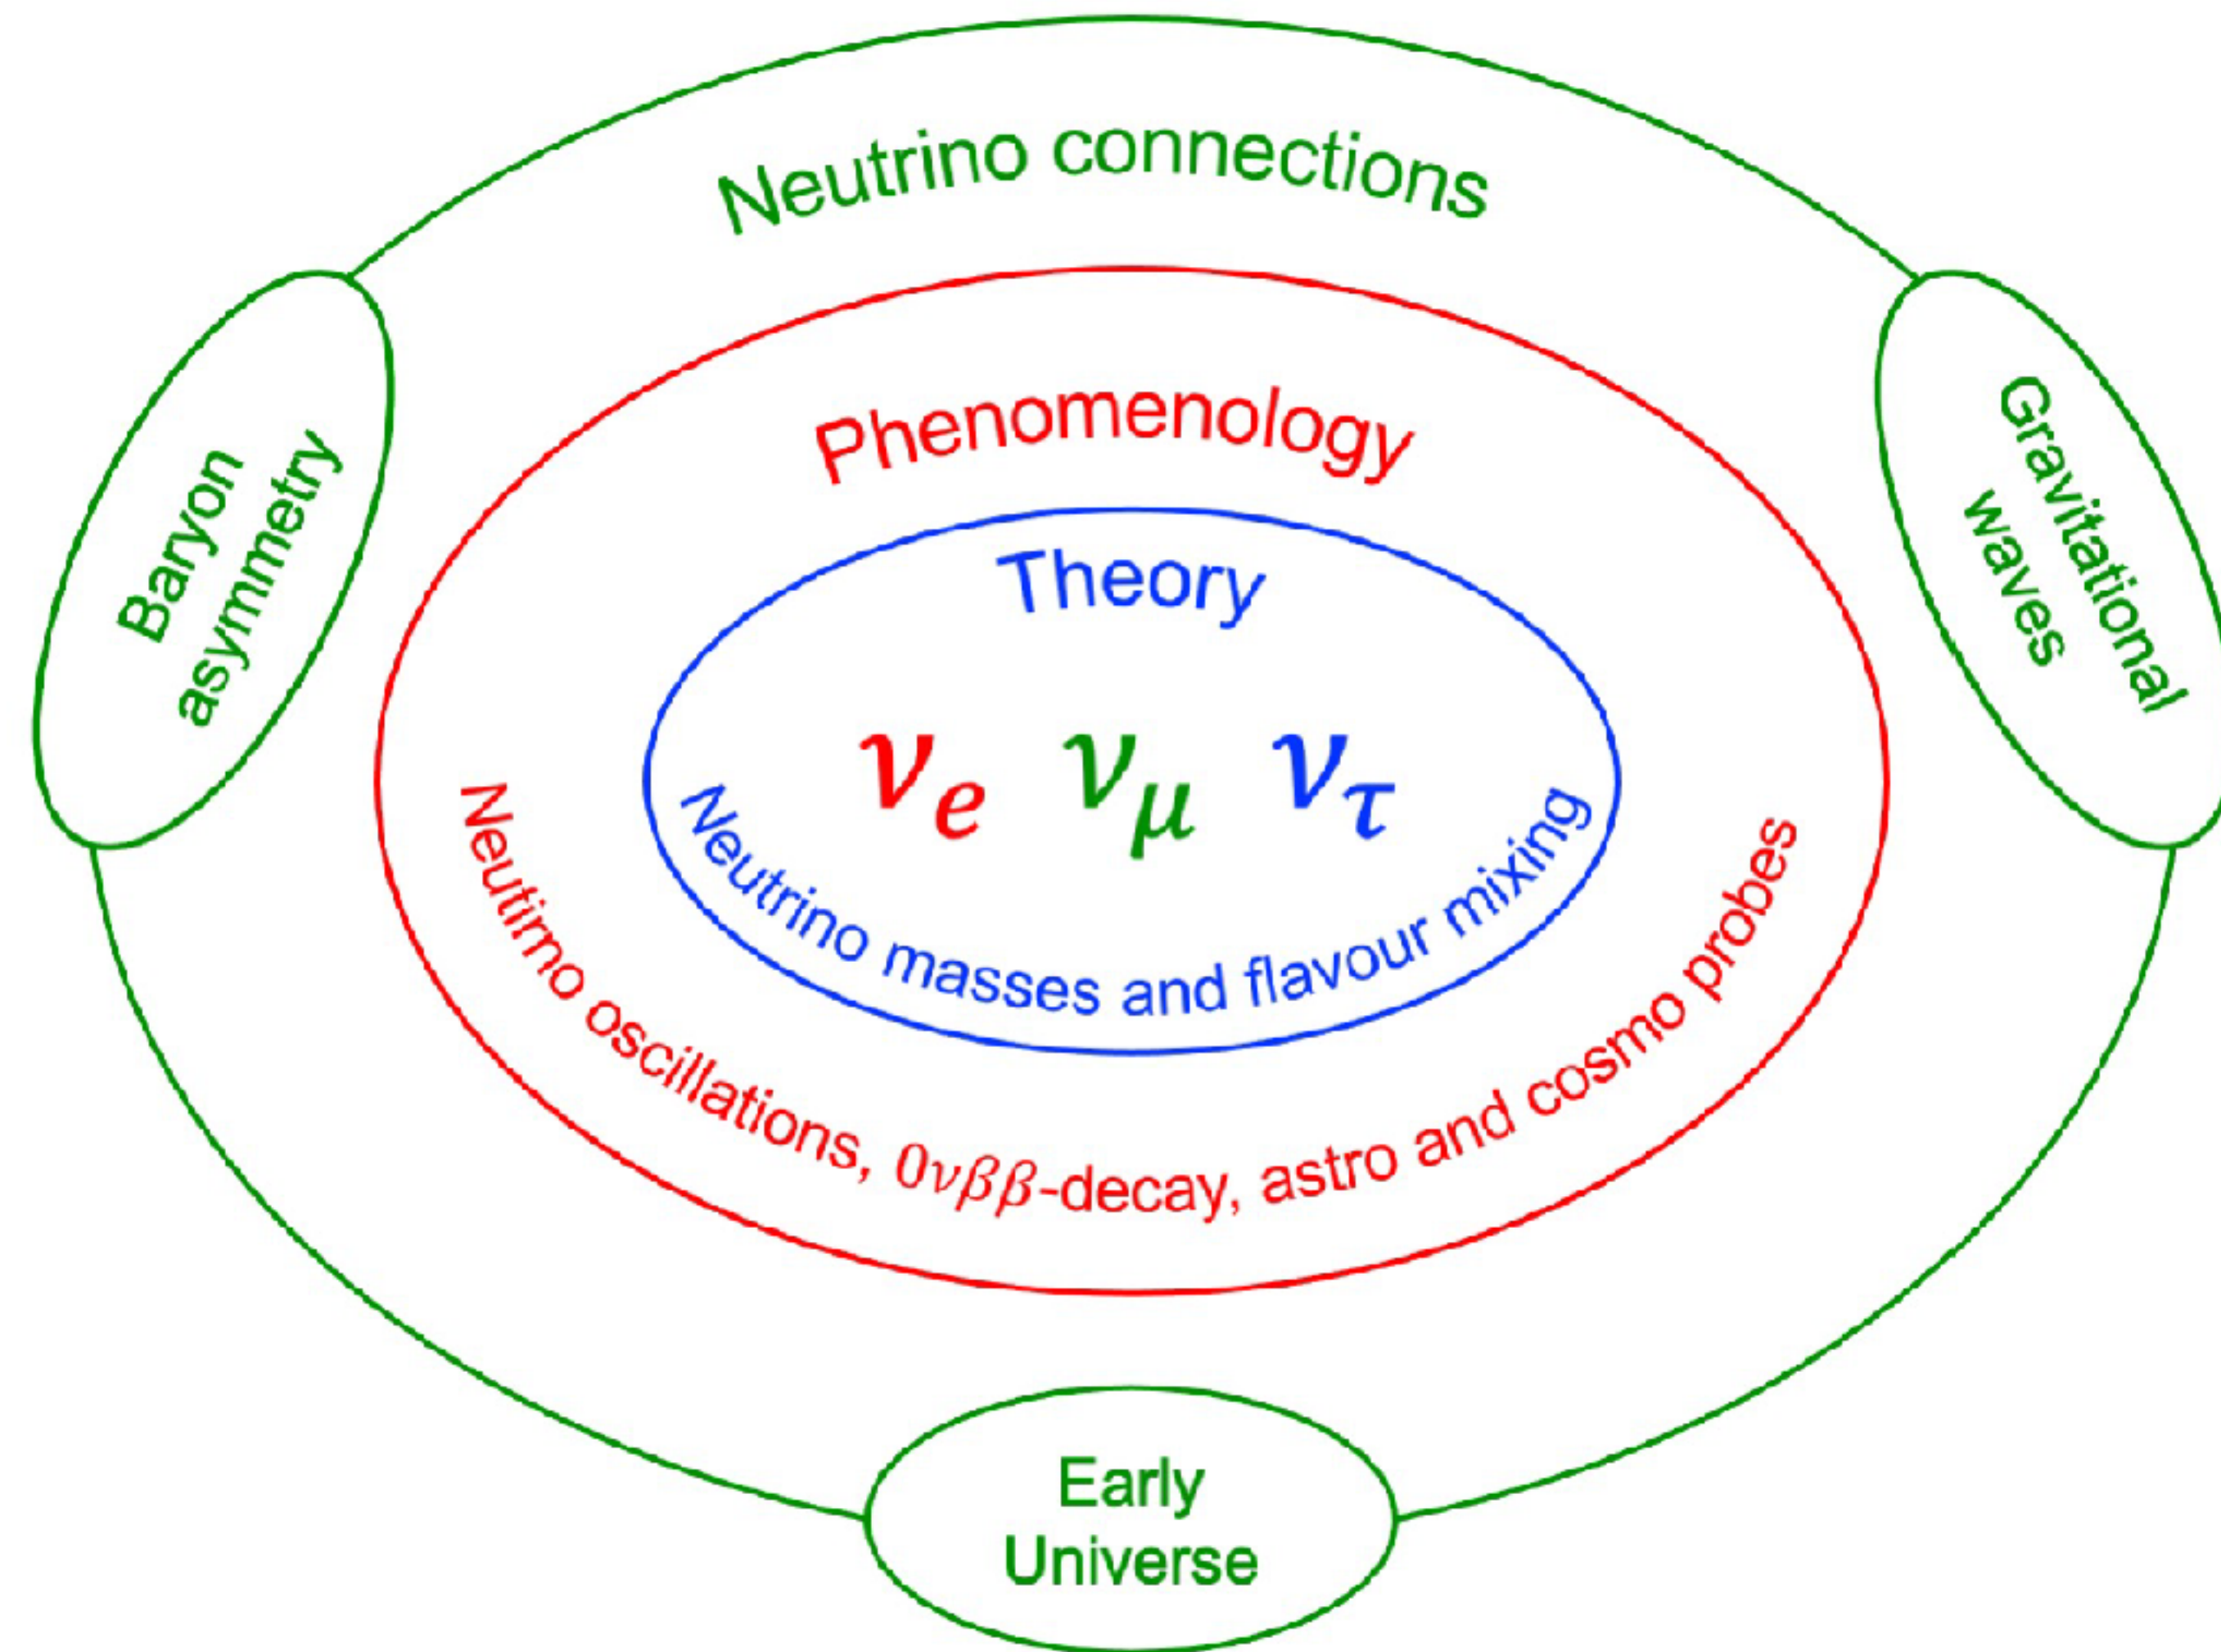 Neutrino connections
Baryon
asymmetry
Gravitational
waves
Phenomenology
Theory
νe νμ ντ
Neutrino masses and flavour mixing
Neutirno oscillations, 0νββ-decay, astro and cosmo probes
Early
Universe